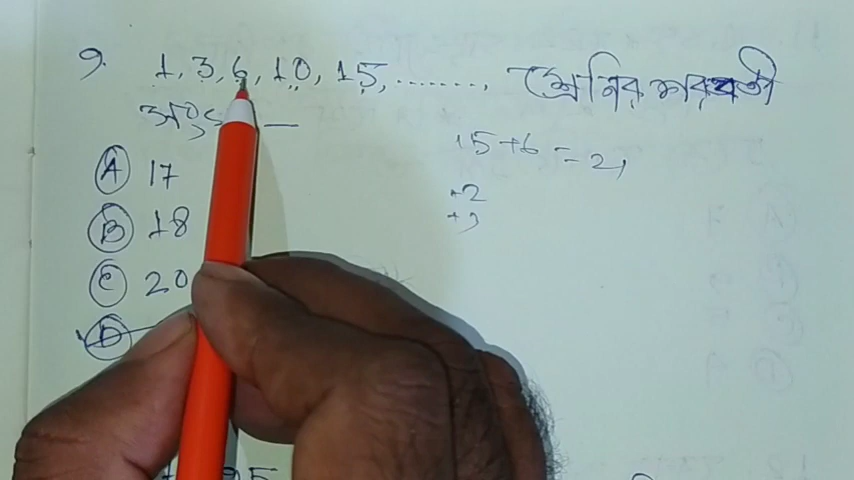 9. 1, 3, 6, 10, 15, ......., শ্রেনির পরবর্তী
15 + 6 = 21
A 17
+2
+3
B 18
C 20
D